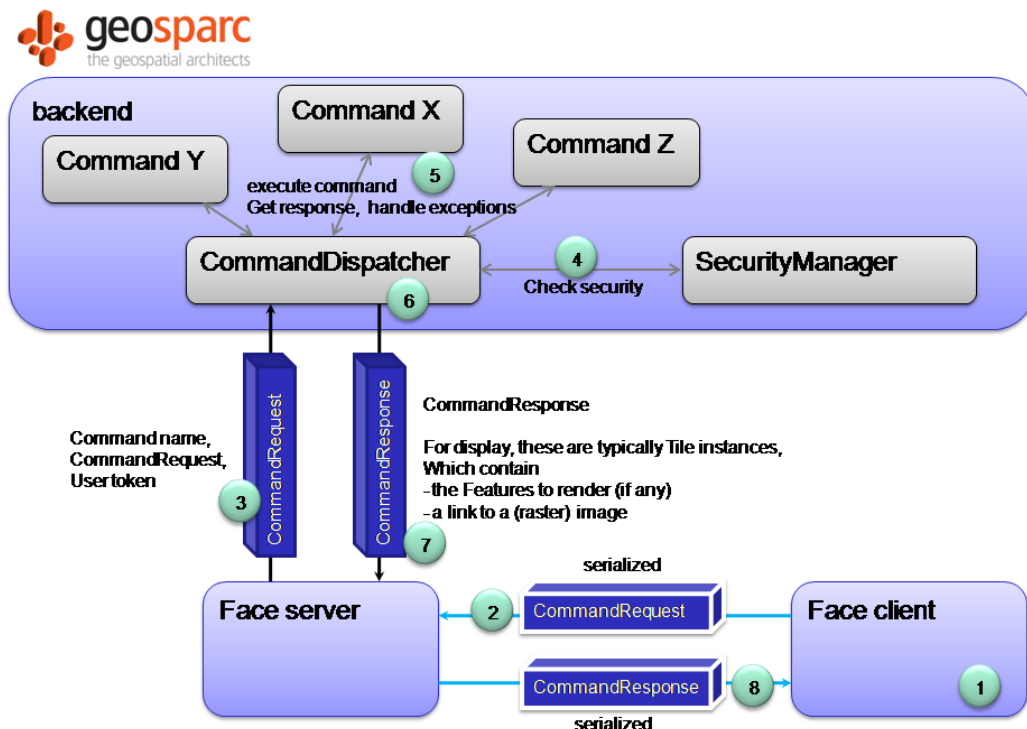 geosparc
the geospatial architects
backend
Command X
Command Y
Command Z
5
execute command
Get response, handle exceptions
CommandDispatcher
4
SecurityManager
Check security
6
CommandRequest
CommandResponse
Command name,
CommandRequest,
User token
3
CommandResponse
For display, these are typically Tile instances,
Which contain
-the Features to render (if any)
-a link to a (raster) image
7
serialized
Face server
2
CommandRequest
Face client
CommandResponse
8
1
serialized